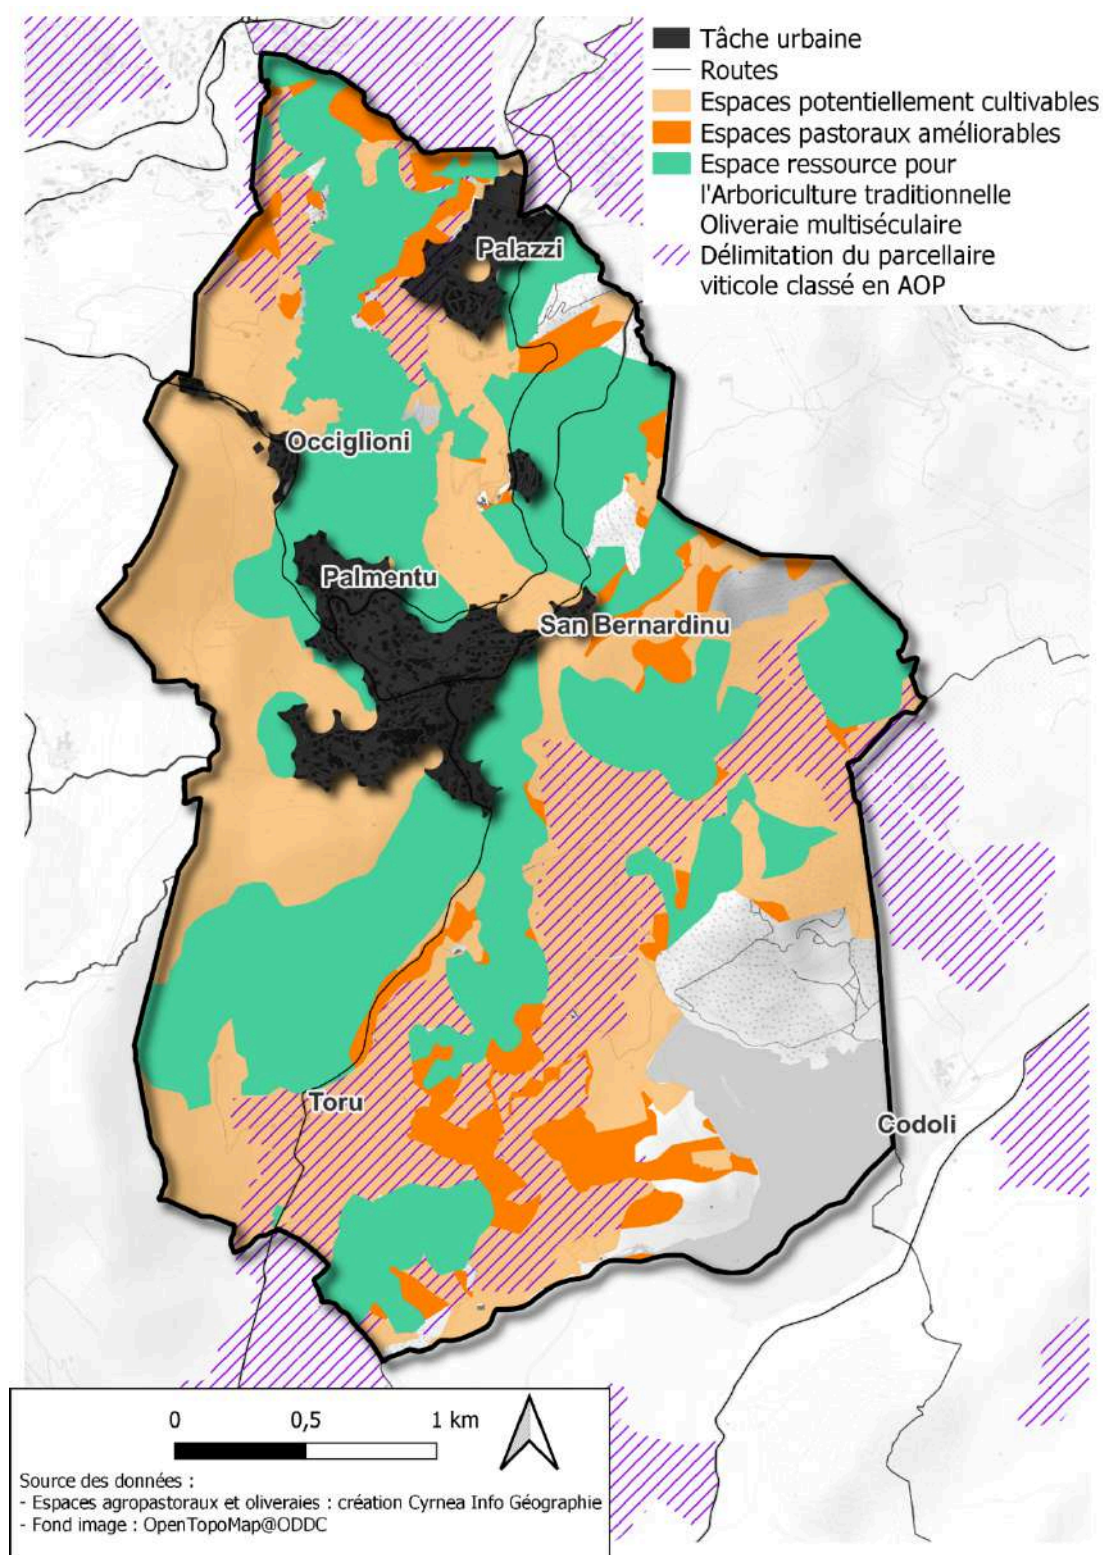 Tâche urbaine
Routes
Espaces potentiellement cultivables
Espaces pastoraux améliorables
Espace ressource pour
l'Arboriculture traditionnelle
Oliveraie multiséculaire
Délimitation du parcellaire
viticole classé en AOP
Palazzi
Occiglioni
Palmentu
San Bernardinu
Toru
Codoli
0 0,5 1 km
Source des données :
- Espaces agropastoraux et oliveraies : création Cyrnea Info Géographie
- Fond image : OpenTopoMap@ODDC